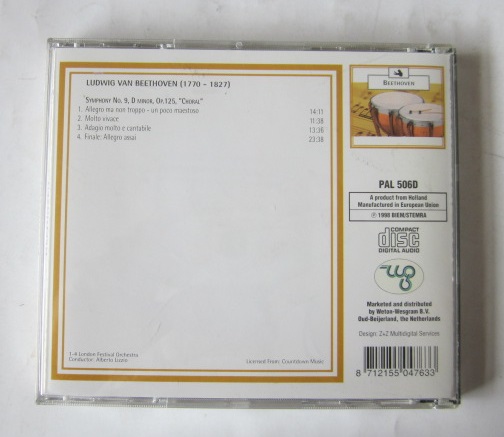 LUDWIG VAN BEETHOVEN (1770 - 1827)
SYMPHONY NO. 9, D MINOR, OP.125, "CHORAL"
1. Allegro ma non troppo - un poco maestoso 14:11
2. Molto vivace 11:38
3. Adagio molto e cantabile 13:36
4. Finale: Allegro assai 23:38
1-4 London Festival Orchestra
Conductor: Alberto Lizzio
Licensed From: Countdown Music
BEETHOVEN
PAL 506D
A product from Holland
Manufactured in European Union
℗ 1998 BIEM/STEMRA
COMPACT
disc
DIGITAL AUDIO
Marketed and distributed
by Weton-Wesgram B.V.
Oud-Beijerland, the Netherlands
Design: Z+Z Multidigital Services
8 712155 047633